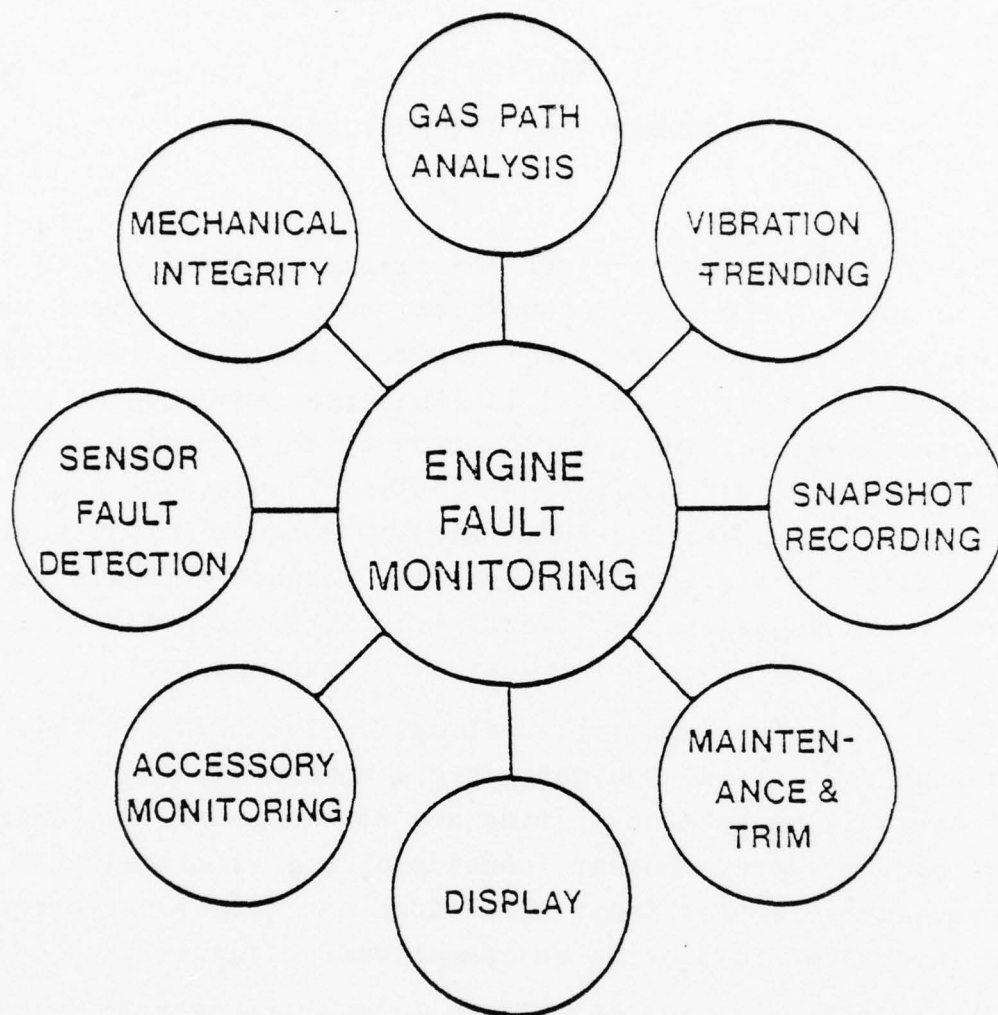 GAS PATH
ANALYSIS
MECHANICAL
INTEGRITY
VIBRATION
-TRENDING
SENSOR
FAULT
DETECTION
ENGINE
FAULT
MONITORING
SNAPSHOT
RECORDING
ACCESSORY
MONITORING
MAINTEN-
ANCE &
TRIM
DISPLAY